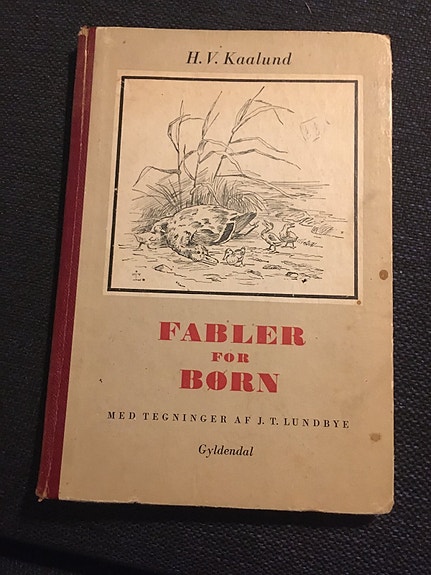 H. V. Kaalund
FABLER
FOR
BØRN
MED TEGNINGER AF J. T. LUNDBYE
Gyldendal